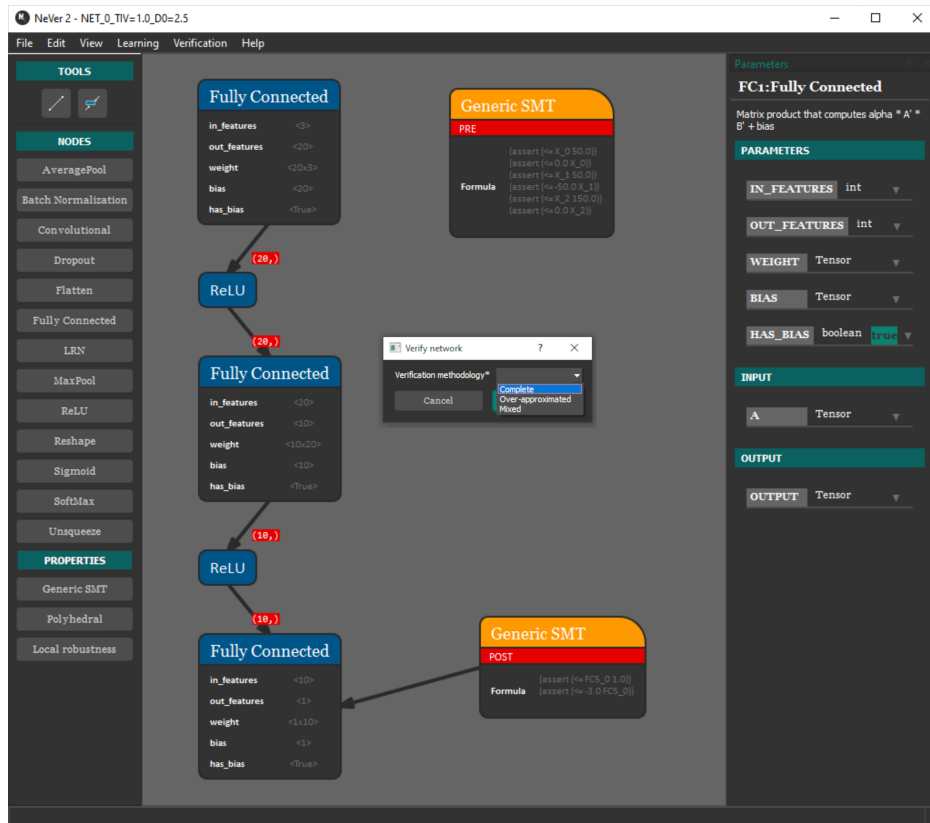 NeVer 2 - NET_0_TIV=1.0_D0=2.5
File Edit View Learning Verification Help
TOOLS
NODES
AveragePool
Batch Normalization
Convolutional
Dropout
Flatten
Fully Connected
LRN
MaxPool
ReLU
Reshape
Sigmoid
SoftMax
Unsqueeze
PROPERTIES
Generic SMT
Polyhedral
Local robustness
Fully Connected
in_features <3>
out_features <20>
weight <20x3>
bias <20>
has_bias <True>
(20,)
ReLU
(20,)
Fully Connected
in_features <20>
out_features <10>
weight <10x20>
bias <10>
has_bias <True>
(10,)
ReLU
(10,)
Fully Connected
in_features <10>
out_features <1>
weight <1x10>
bias <1>
has_bias <True>
Generic SMT
PRE
Formula
(assert (<= X_0 50.0))
(assert (<= 0.0 X_0))
(assert (<= X_1 50.0))
(assert (<= -50.0 X_1))
(assert (<= X_2 150.0))
(assert (<= 0.0 X_2))
Verify network ?
Verification methodology*
Complete
Over-approximated
Mixed
Cancel
Generic SMT
POST
Formula
(assert (<= FC5_0 1.0))
(assert (<= -3.0 FC5_0))
Parameters
FC1:Fully Connected
Matrix product that computes alpha * A' *
B' + bias
PARAMETERS
IN_FEATURES int
OUT_FEATURES int
WEIGHT Tensor
BIAS Tensor
HAS_BIAS boolean true
INPUT
A Tensor
OUTPUT
OUTPUT Tensor